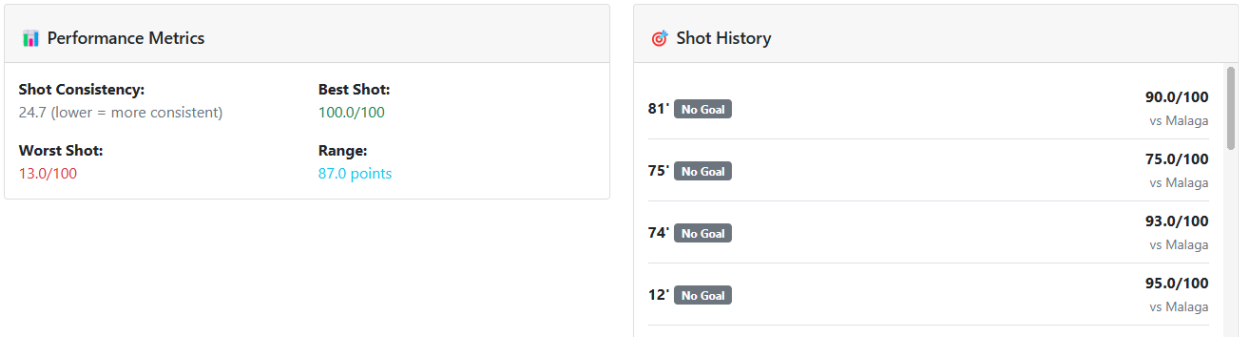 Performance Metrics
Shot Consistency:
24.7 (lower = more consistent)
Best Shot:
100.0/100
Worst Shot:
13.0/100
Range:
87.0 points
Shot History
81' No Goal
90.0/100
vs Malaga
75' No Goal
75.0/100
vs Malaga
74' No Goal
93.0/100
vs Malaga
12' No Goal
95.0/100
vs Malaga